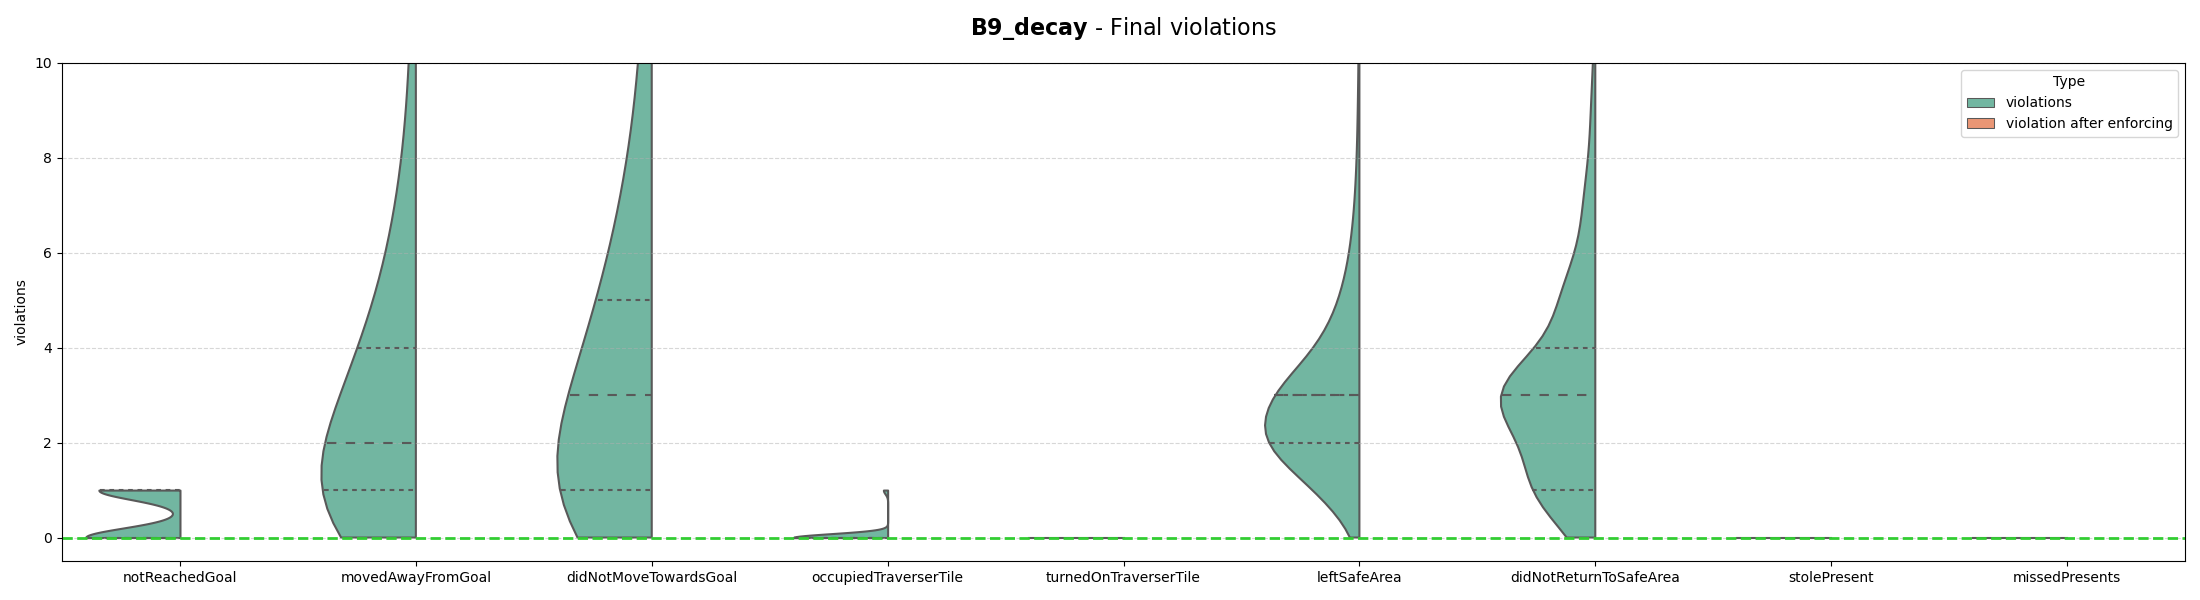 B9_decay - Final violations
10
8
6
4
2
0
violations
Type
violations
violation after enforcing
notReachedGoal
movedAwayFromGoal
didNotMoveTowardsGoal
occupiedTraverserTile
turnedOnTraverserTile
leftSafeArea
didNotReturnToSafeArea
stolePresent
missedPresents